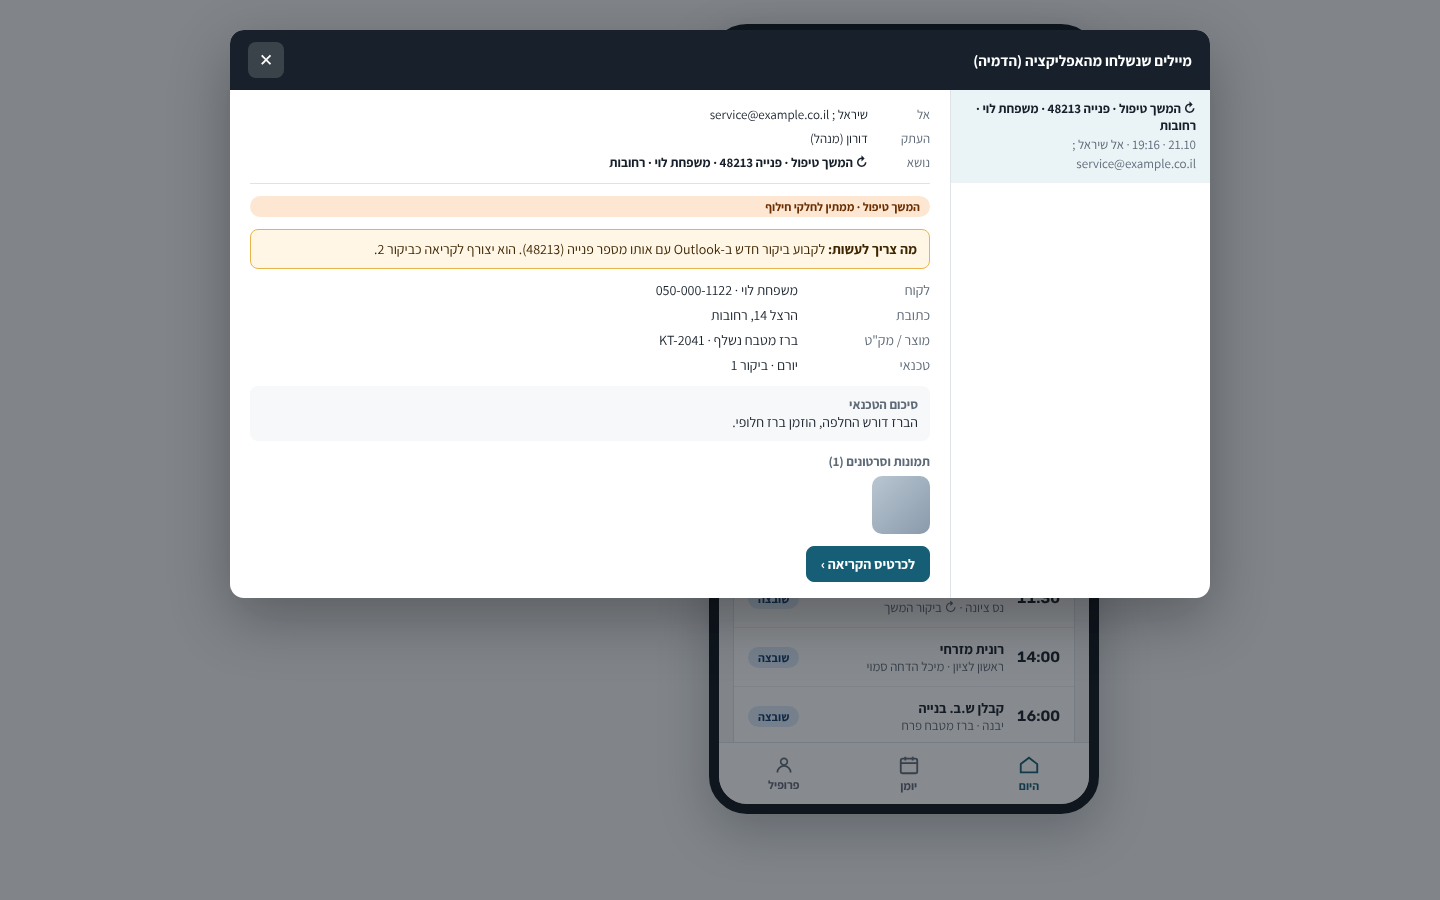 מיילים שנשלחו מהאפליקציה (הדמיה)
↻ המשך טיפול · פנייה 48213 · משפחת לוי ·
רחובות
21.10 · 19:16 · אל שיראל ;
service@example.co.il
אל שיראל ; service@example.co.il
העתק דורון (מנהל)
נושא ↻ המשך טיפול · פנייה 48213 · משפחת לוי · רחובות
המשך טיפול · ממתין לחלקי חילוף
מה צריך לעשות: לקבוע ביקור חדש ב-Outlook עם אותו מספר פנייה (48213). הוא יצורף לקריאה כביקור 2.
לקוח משפחת לוי · 050-000-1122
כתובת הרצל 14, רחובות
מוצר / מק"ט ברז מטבח נשלף · KT-2041
טכנאי יורם · ביקור 1
סיכום הטכנאי
הברז דורש החלפה, הוזמן ברז חלופי.
תמונות וסרטונים (1)
לכרטיס הקריאה ›
11:30 שובצה
נס ציונה · ↻ ביקור המשך
14:00 רונית מזרחי שובצה
ראשון לציון · מיכל הדחה סמוי
16:00 קבלן ש.ב. בנייה שובצה
יבנה · ברז מטבח פרח
היום יומן פרופיל